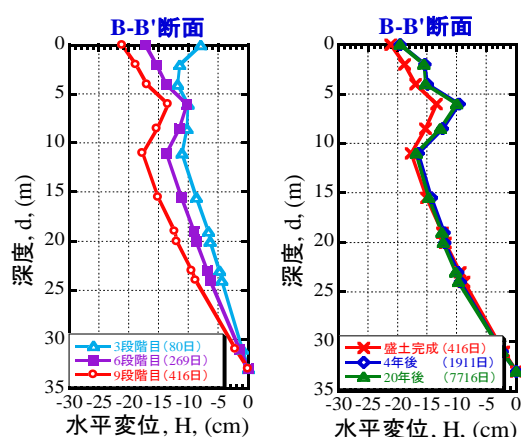 B-B'断面
0
5
10
15
20
25
30
35
深度, d, (m)
3段階目(80日)
6段階目(269日)
9段階目(416日)
-30 -25 -20 -15 -10 -5 0
水平変位, H, (cm)
B-B'断面
0
5
10
15
20
25
30
35
深度, d, (m)
盛土完成(416日)
4年後 (1911日)
20年後 (7716日)
-30 -25 -20 -15 -10 -5 0
水平変位, H, (cm)